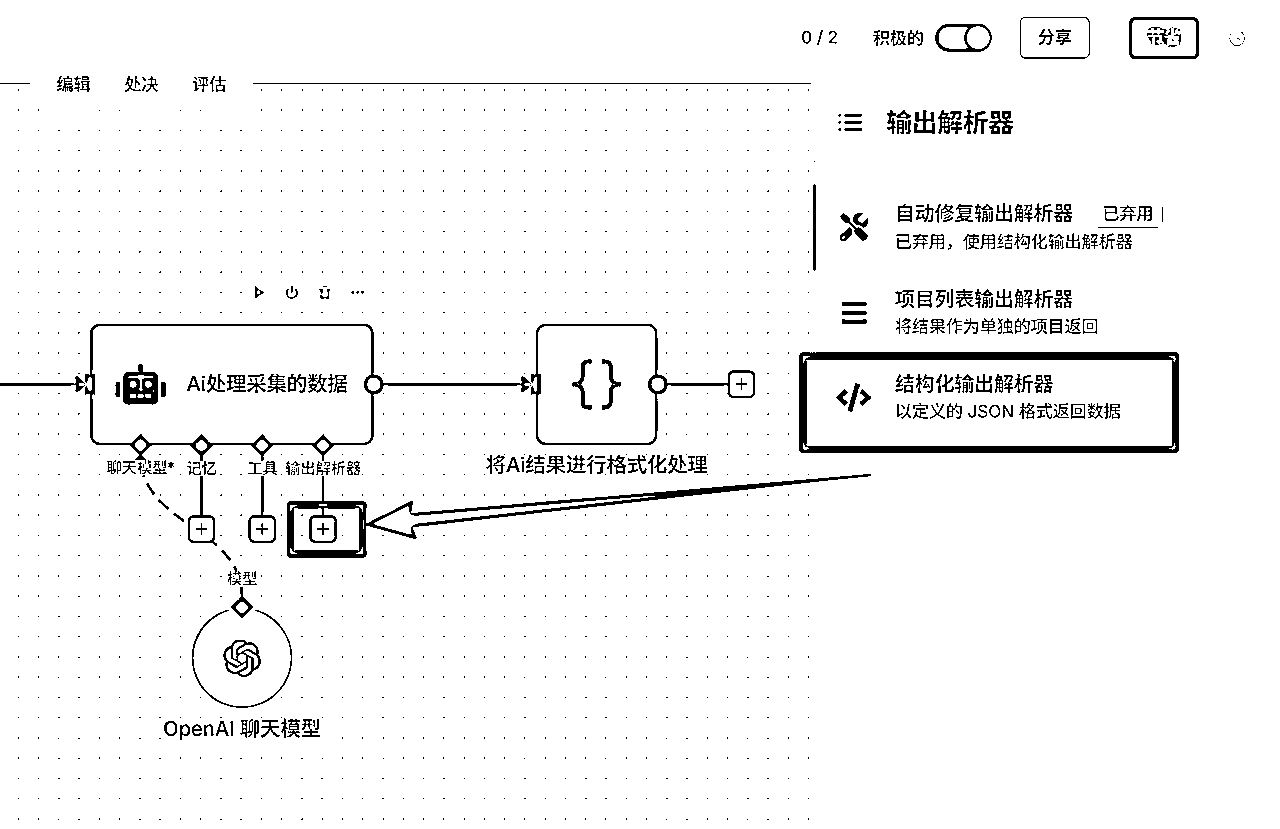 0 / 2
积极的
分享
编辑
处决
评估
输出解析器
自动修复输出解析器
已弃用
已弃用，使用结构化输出解析器
项目列表输出解析器
将结果作为单独的项目返回
结构化输出解析器
以定义的 JSON 格式返回数据
Ai处理采集的数据
聊天模型*
记忆
工具
输出解析器
将Ai结果进行格式化处理
模型
OpenAI 聊天模型